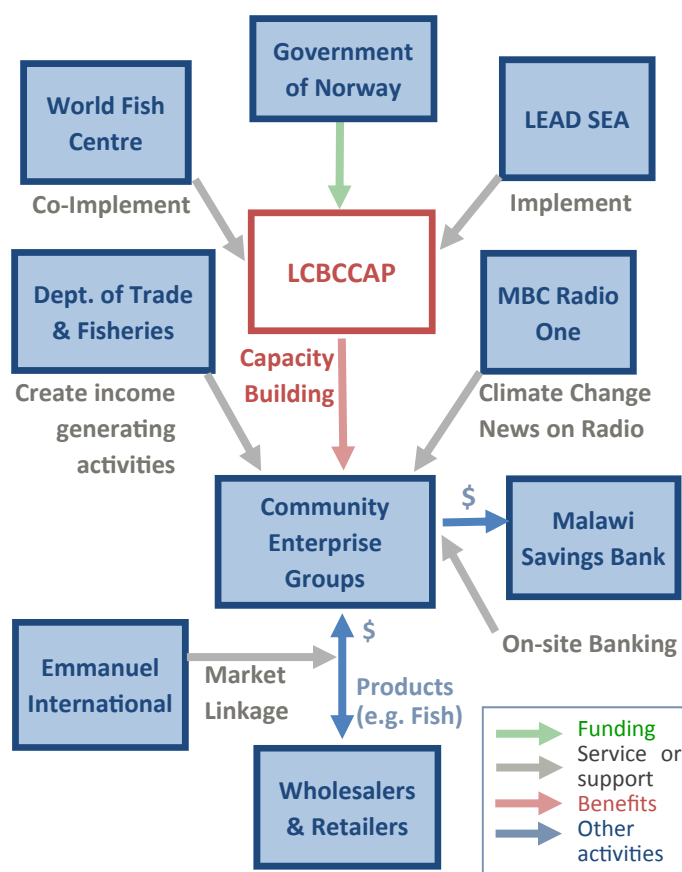 Government
of Norway
World Fish
Centre
LEAD SEA
Co-Implement
Implement
LCBCCAP
Dept. of Trade
& Fisheries
MBC Radio
One
Capacity
Building
Create income
generating
activities
Climate Change
News on Radio
Community
Enterprise
Groups
$
Malawi
Savings Bank
On-site Banking
$
Emmanuel
International
Market
Linkage
Products
(e.g. Fish)
Wholesalers
& Retailers
Funding
Service or
support
Benefits
Other
activities